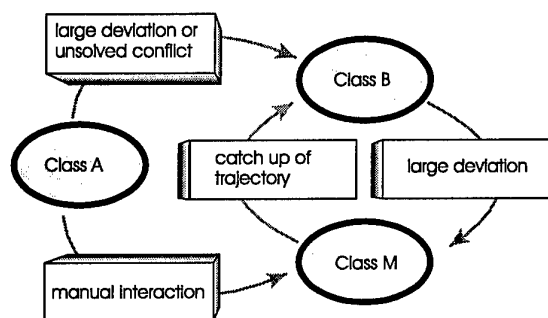 large deviation or
unsolved conflict
Class B
Class A
catch up of
trajectory
large deviation
Class M
manual interaction